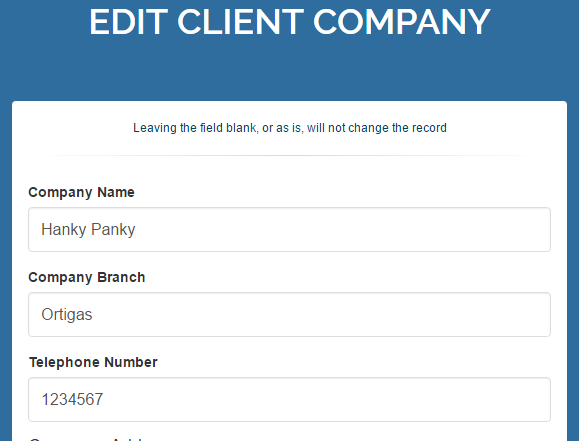 EDIT CLIENT COMPANY
Leaving the field blank, or as is, will not change the record
Company Name
Hanky Panky
Company Branch
Ortigas
Telephone Number
1234567